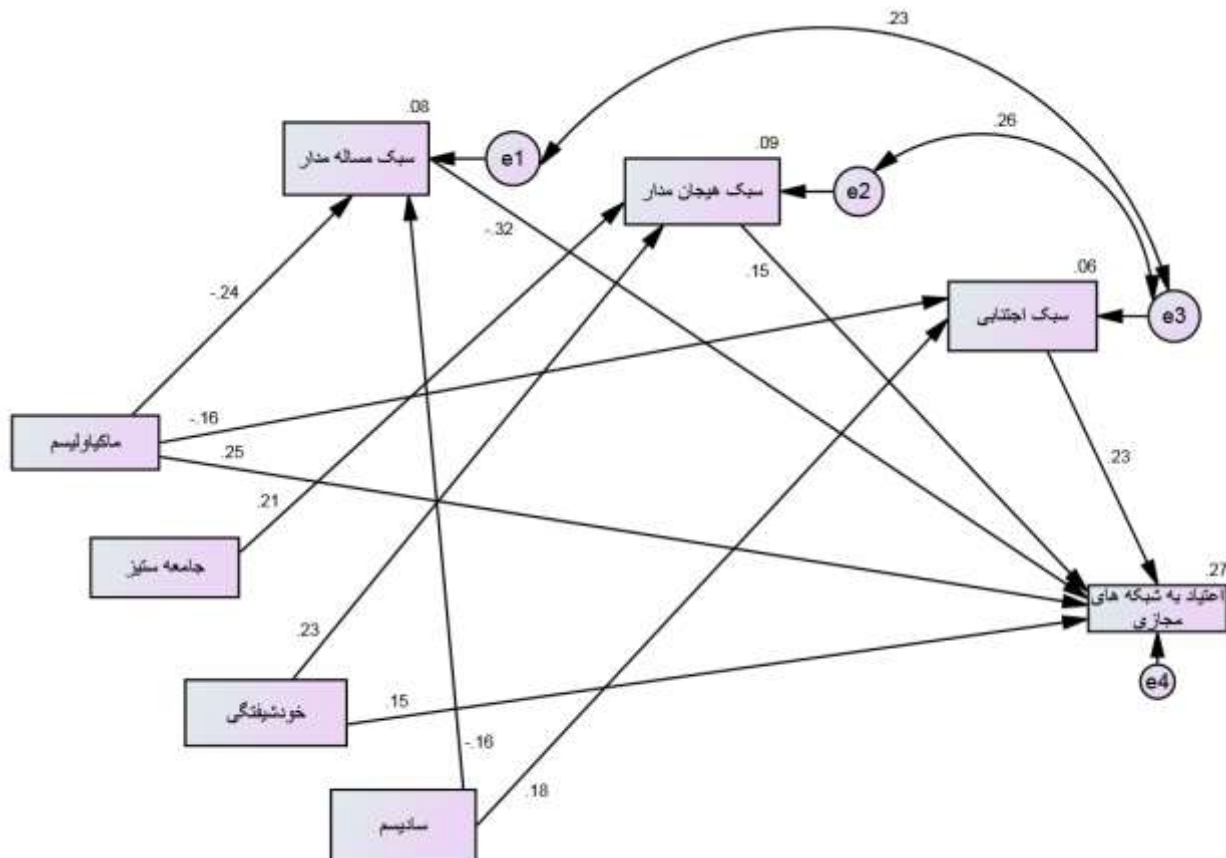 .23
.08
سبک مساله مدار
e1
.26
.09
سبک هیجان مدار
e2
-.32
.15
.06
سبک اجتنابی
e3
-.24
ماکیاولیسم
-.16
.25
.23
.21
جامعه ستیز
.27
اعتیاد به شبکه های
مجازی
e4
.23
خودشیفتگی
.15
-.16
.18
سادیسم